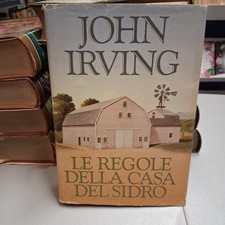 JOHN
IRVING
LE REGOLE
DELLA CASA
DEL SIDRO